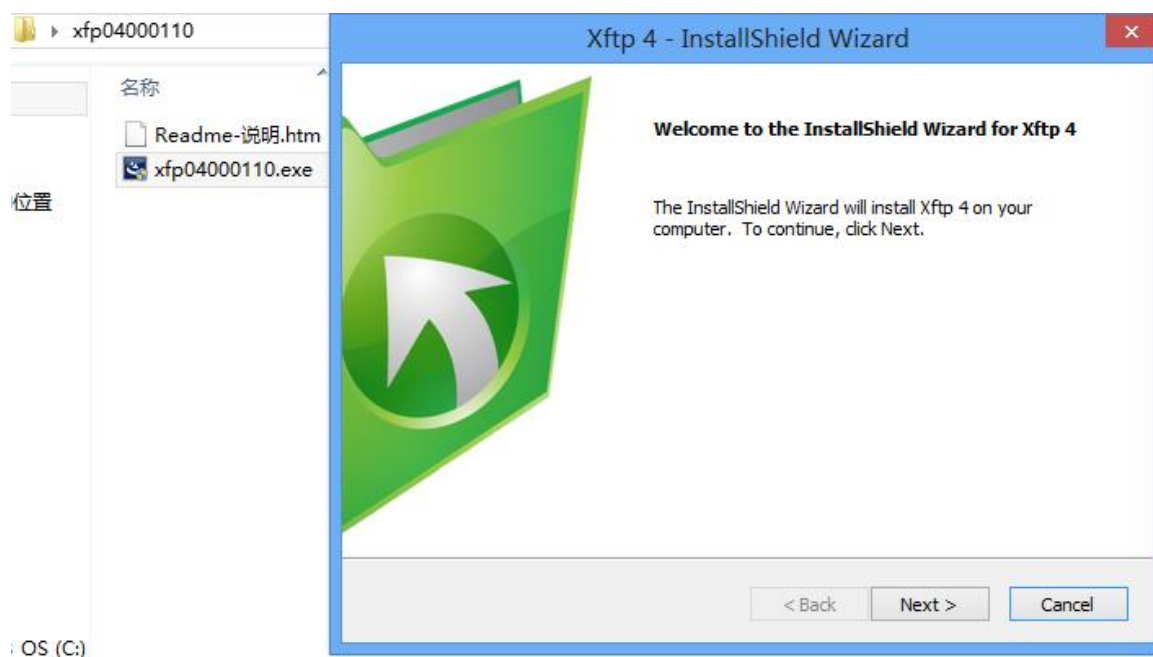 xfp04000110
名称
Readme-说明.htm
xfp04000110.exe
位置
OS (C:)
Xftp 4 - InstallShield Wizard
Welcome to the InstallShield Wizard for Xftp 4
The InstallShield Wizard will install Xftp 4 on your
computer. To continue, click Next.
< Back
Next >
Cancel